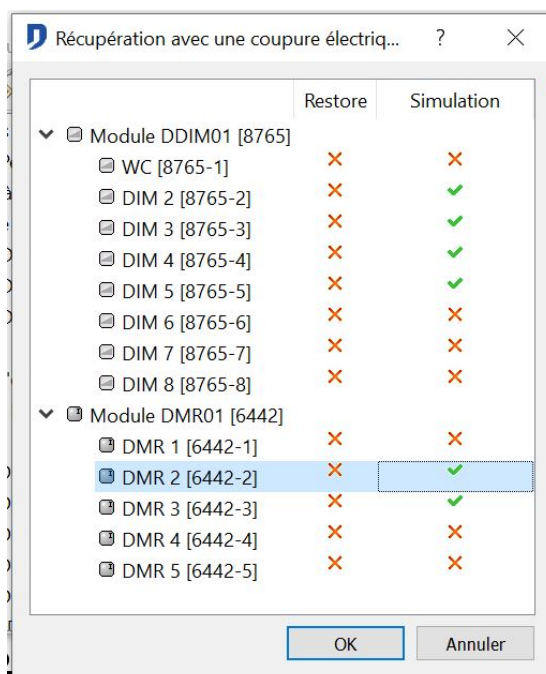 Récupération avec une coupure électriq... ?
Restore Simulation
Module DDIM01 [8765]
WC [8765-1]
DIM 2 [8765-2]
DIM 3 [8765-3]
DIM 4 [8765-4]
DIM 5 [8765-5]
DIM 6 [8765-6]
DIM 7 [8765-7]
DIM 8 [8765-8]
Module DMR01 [6442]
DMR 1 [6442-1]
DMR 2 [6442-2]
DMR 3 [6442-3]
DMR 4 [6442-4]
DMR 5 [6442-5]
OK Annuler